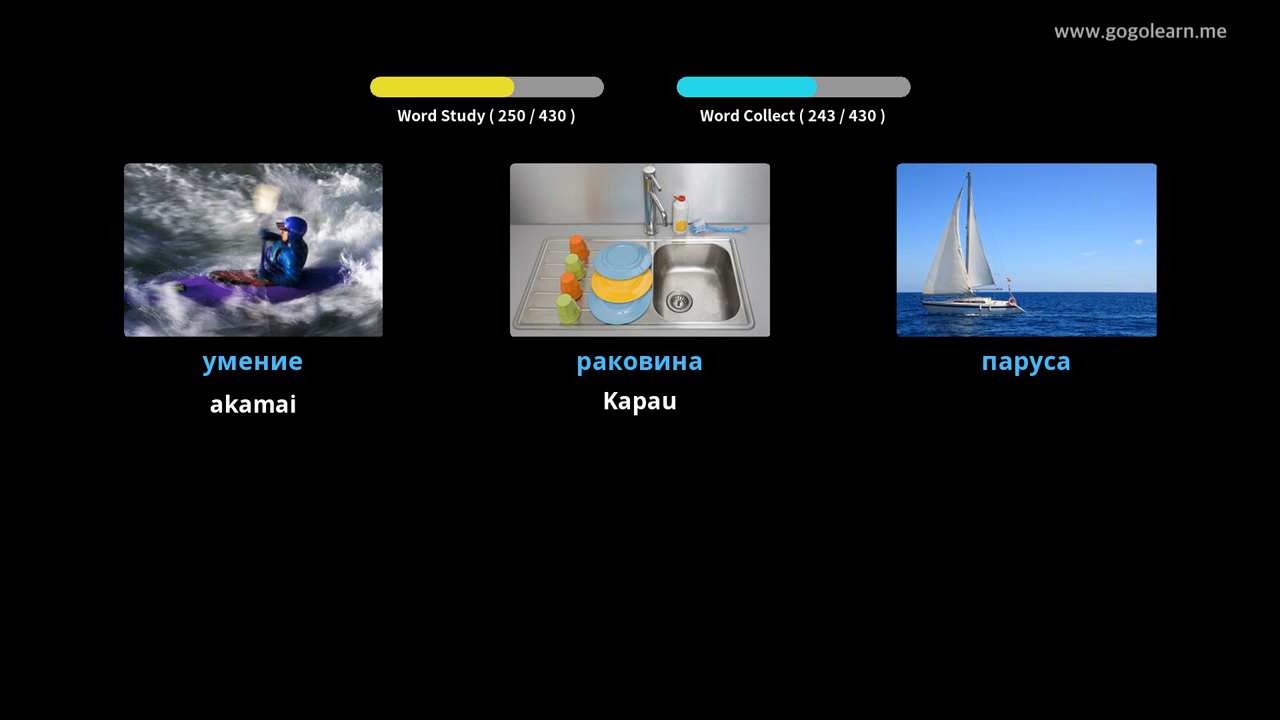 www.gogolearn.me
Word Study ( 250 / 430 )
Word Collect ( 243 / 430 )
умение
раковина
паруса
akamai
Kapau